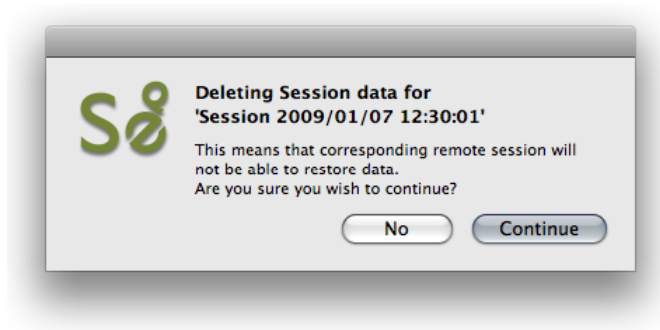 Sø
Deleting Session data for
'Session 2009/01/07 12:30:01'
This means that corresponding remote session will
not be able to restore data.
Are you sure you wish to continue?
No Continue